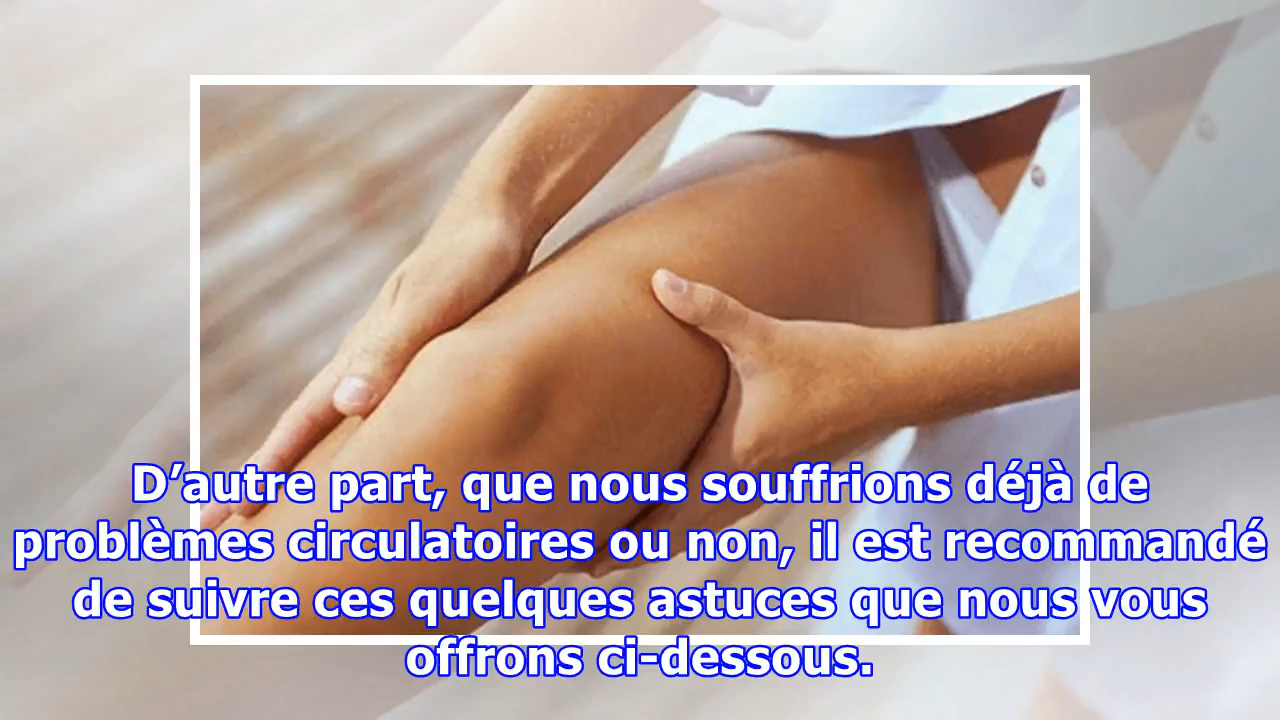 D’autre part, que nous souffrions déjà de
problèmes circulatoires ou non, il est recommandé
de suivre ces quelques astuces que nous vous
offrons ci-dessous.